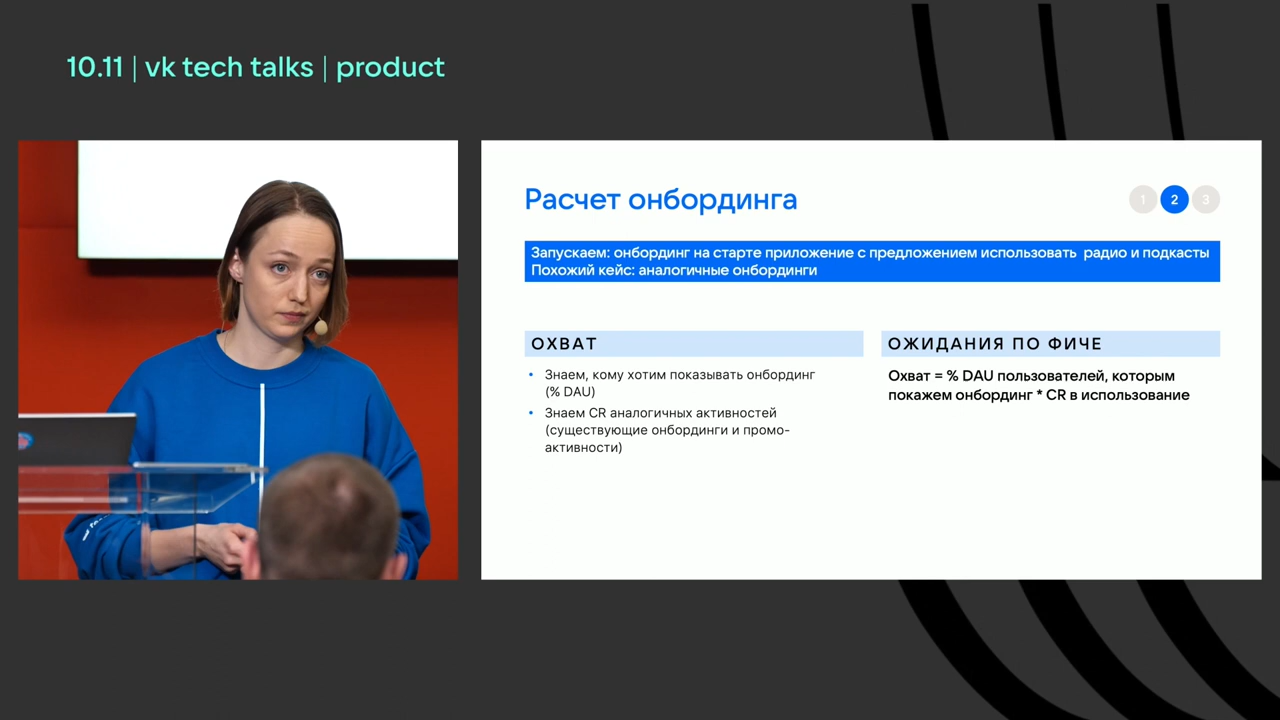 10.11 | vk tech talks | product
Расчет онбординга
1 2 3
Запускаем: онбординг на старте приложение с предложением использовать радио и подкасты
Похожий кейс: аналогичные онбординги
ОХВАТ
Знаем, кому хотим показывать онбординг
(% DAU)
Знаем CR аналогичных активностей
(существующие онбординги и промо-
активности)
ОЖИДАНИЯ ПО ФИЧЕ
Охват = % DAU пользователей, которым
покажем онбординг * CR в использование